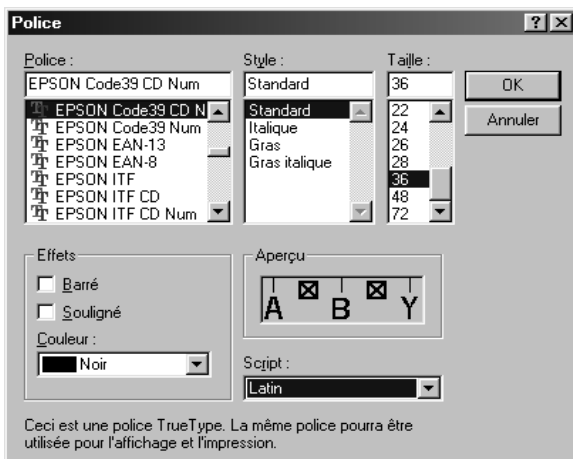 Police
Police :
EPSON Code39 CD Num
EPSON Code39 CD N
EPSON Code39 Num
EPSON EAN-13
EPSON EAN-8
EPSON ITF
EPSON ITF CD
EPSON ITF CD Num
Style :
Standard
Standard
Italique
Gras
Gras italique
Taille :
36
22
24
26
28
36
48
72
OK
Annuler
Effets
Barré
Souligné
Couleur :
Noir
Aperçu
A B Y
Script :
Latin
Ceci est une police TrueType. La même police pourra être
utilisée pour l'affichage et l'impression.